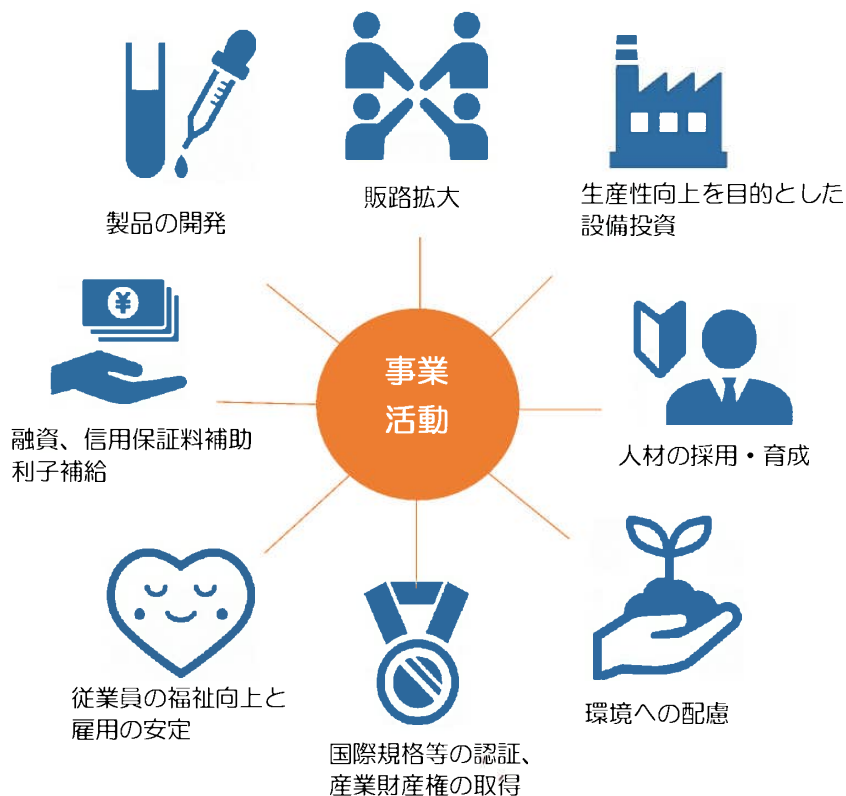 製品の開発
販路拡大
生産性向上を目的とした
設備投資
¥
融資、信用保証料補助
利子補給
事業
活動
人材の採用・育成
従業員の福祉向上と
雇用の安定
国際規格等の認証、
産業財産権の取得
環境への配慮